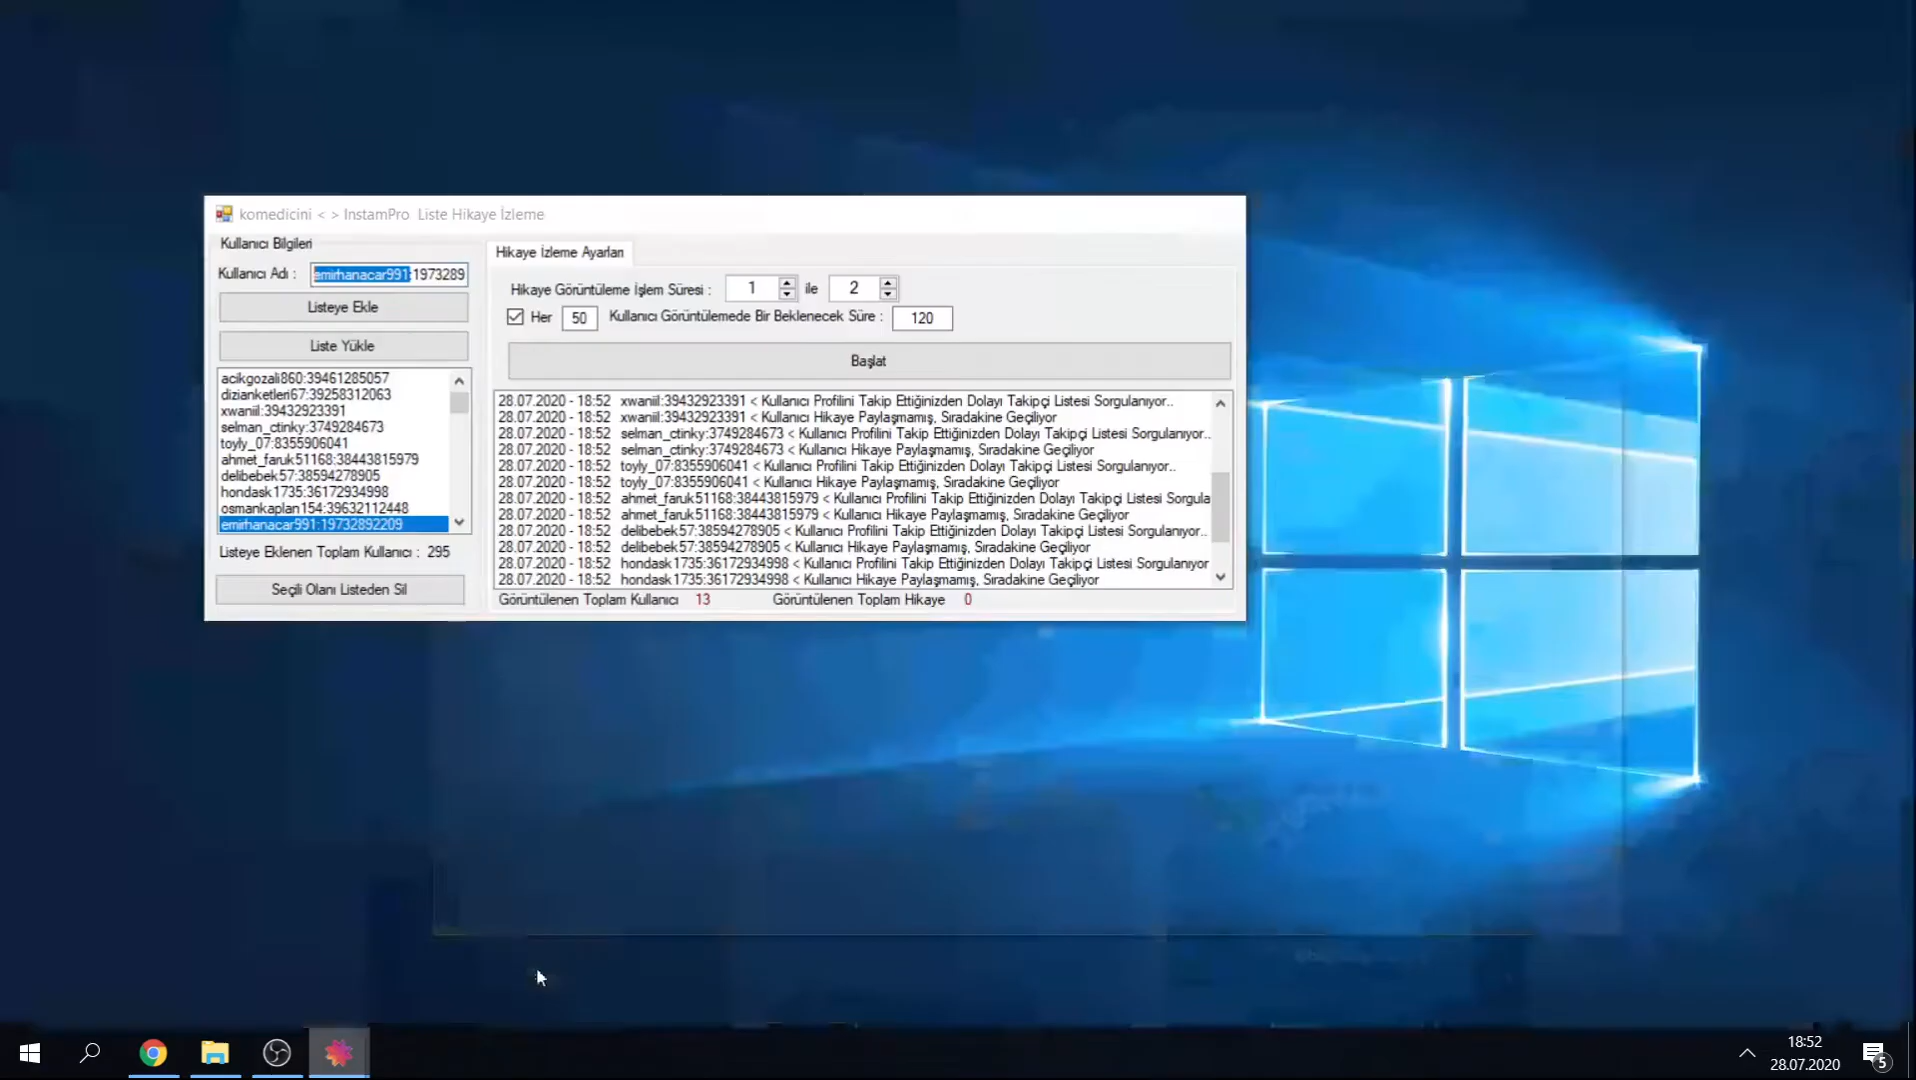 komedicini < > InstamPro Liste Hikaye İzleme
Kullanıcı Bilgileri
Kullanıcı Adı : emirhanacar991:1973289
Listeye Ekle
Liste Yükle
acikgozali860:39461285057
dizianketleri67:39258312063
xwaniil:39432923391
selman_ctinky:3749284673
toyly_07:8355906041
ahmet_faruk51168:38443815979
delibebek57:38594278905
hondask1735:36172934998
osmankaplan154:39632112448
emirhanacar991:19732892209
Listeye Eklenen Toplam Kullanıcı : 295
Seçili Olanı Listeden Sil
Hikaye İzleme Ayarları
Hikaye Görüntüleme İşlem Süresi : 1 ile 2
Her 50 Kullanıcı Görüntülemede Bir Beklenecek Süre : 120
Başlat
28.07.2020 - 18:52 xwaniil:39432923391 < Kullanıcı Profilini Takip Ettiğinizden Dolayı Takipçi Listesi Sorgulanıyor..
28.07.2020 - 18:52 xwaniil:39432923391 < Kullanıcı Hikaye Paylaşmamış, Sıradakine Geçiliyor
28.07.2020 - 18:52 selman_ctinky:3749284673 < Kullanıcı Profilini Takip Ettiğinizden Dolayı Takipçi Listesi Sorgulanıyor..
28.07.2020 - 18:52 selman_ctinky:3749284673 < Kullanıcı Hikaye Paylaşmamış, Sıradakine Geçiliyor
28.07.2020 - 18:52 toyly_07:8355906041 < Kullanıcı Profilini Takip Ettiğinizden Dolayı Takipçi Listesi Sorgulanıyor..
28.07.2020 - 18:52 toyly_07:8355906041 < Kullanıcı Hikaye Paylaşmamış, Sıradakine Geçiliyor
28.07.2020 - 18:52 ahmet_faruk51168:38443815979 < Kullanıcı Profilini Takip Ettiğinizden Dolayı Takipçi Listesi Sorgula
28.07.2020 - 18:52 ahmet_faruk51168:38443815979 < Kullanıcı Hikaye Paylaşmamış, Sıradakine Geçiliyor
28.07.2020 - 18:52 delibebek57:38594278905 < Kullanıcı Profilini Takip Ettiğinizden Dolayı Takipçi Listesi Sorgulanıyor..
28.07.2020 - 18:52 delibebek57:38594278905 < Kullanıcı Hikaye Paylaşmamış, Sıradakine Geçiliyor
28.07.2020 - 18:52 hondask1735:36172934998 < Kullanıcı Profilini Takip Ettiğinizden Dolayı Takipçi Listesi Sorgulanıyor
28.07.2020 - 18:52 hondask1735:36172934998 < Kullanıcı Hikaye Paylaşmamış, Sıradakine Geçiliyor
Görüntülenen Toplam Kullanıcı 13 Görüntülenen Toplam Hikaye 0
18:52
28.07.2020
5